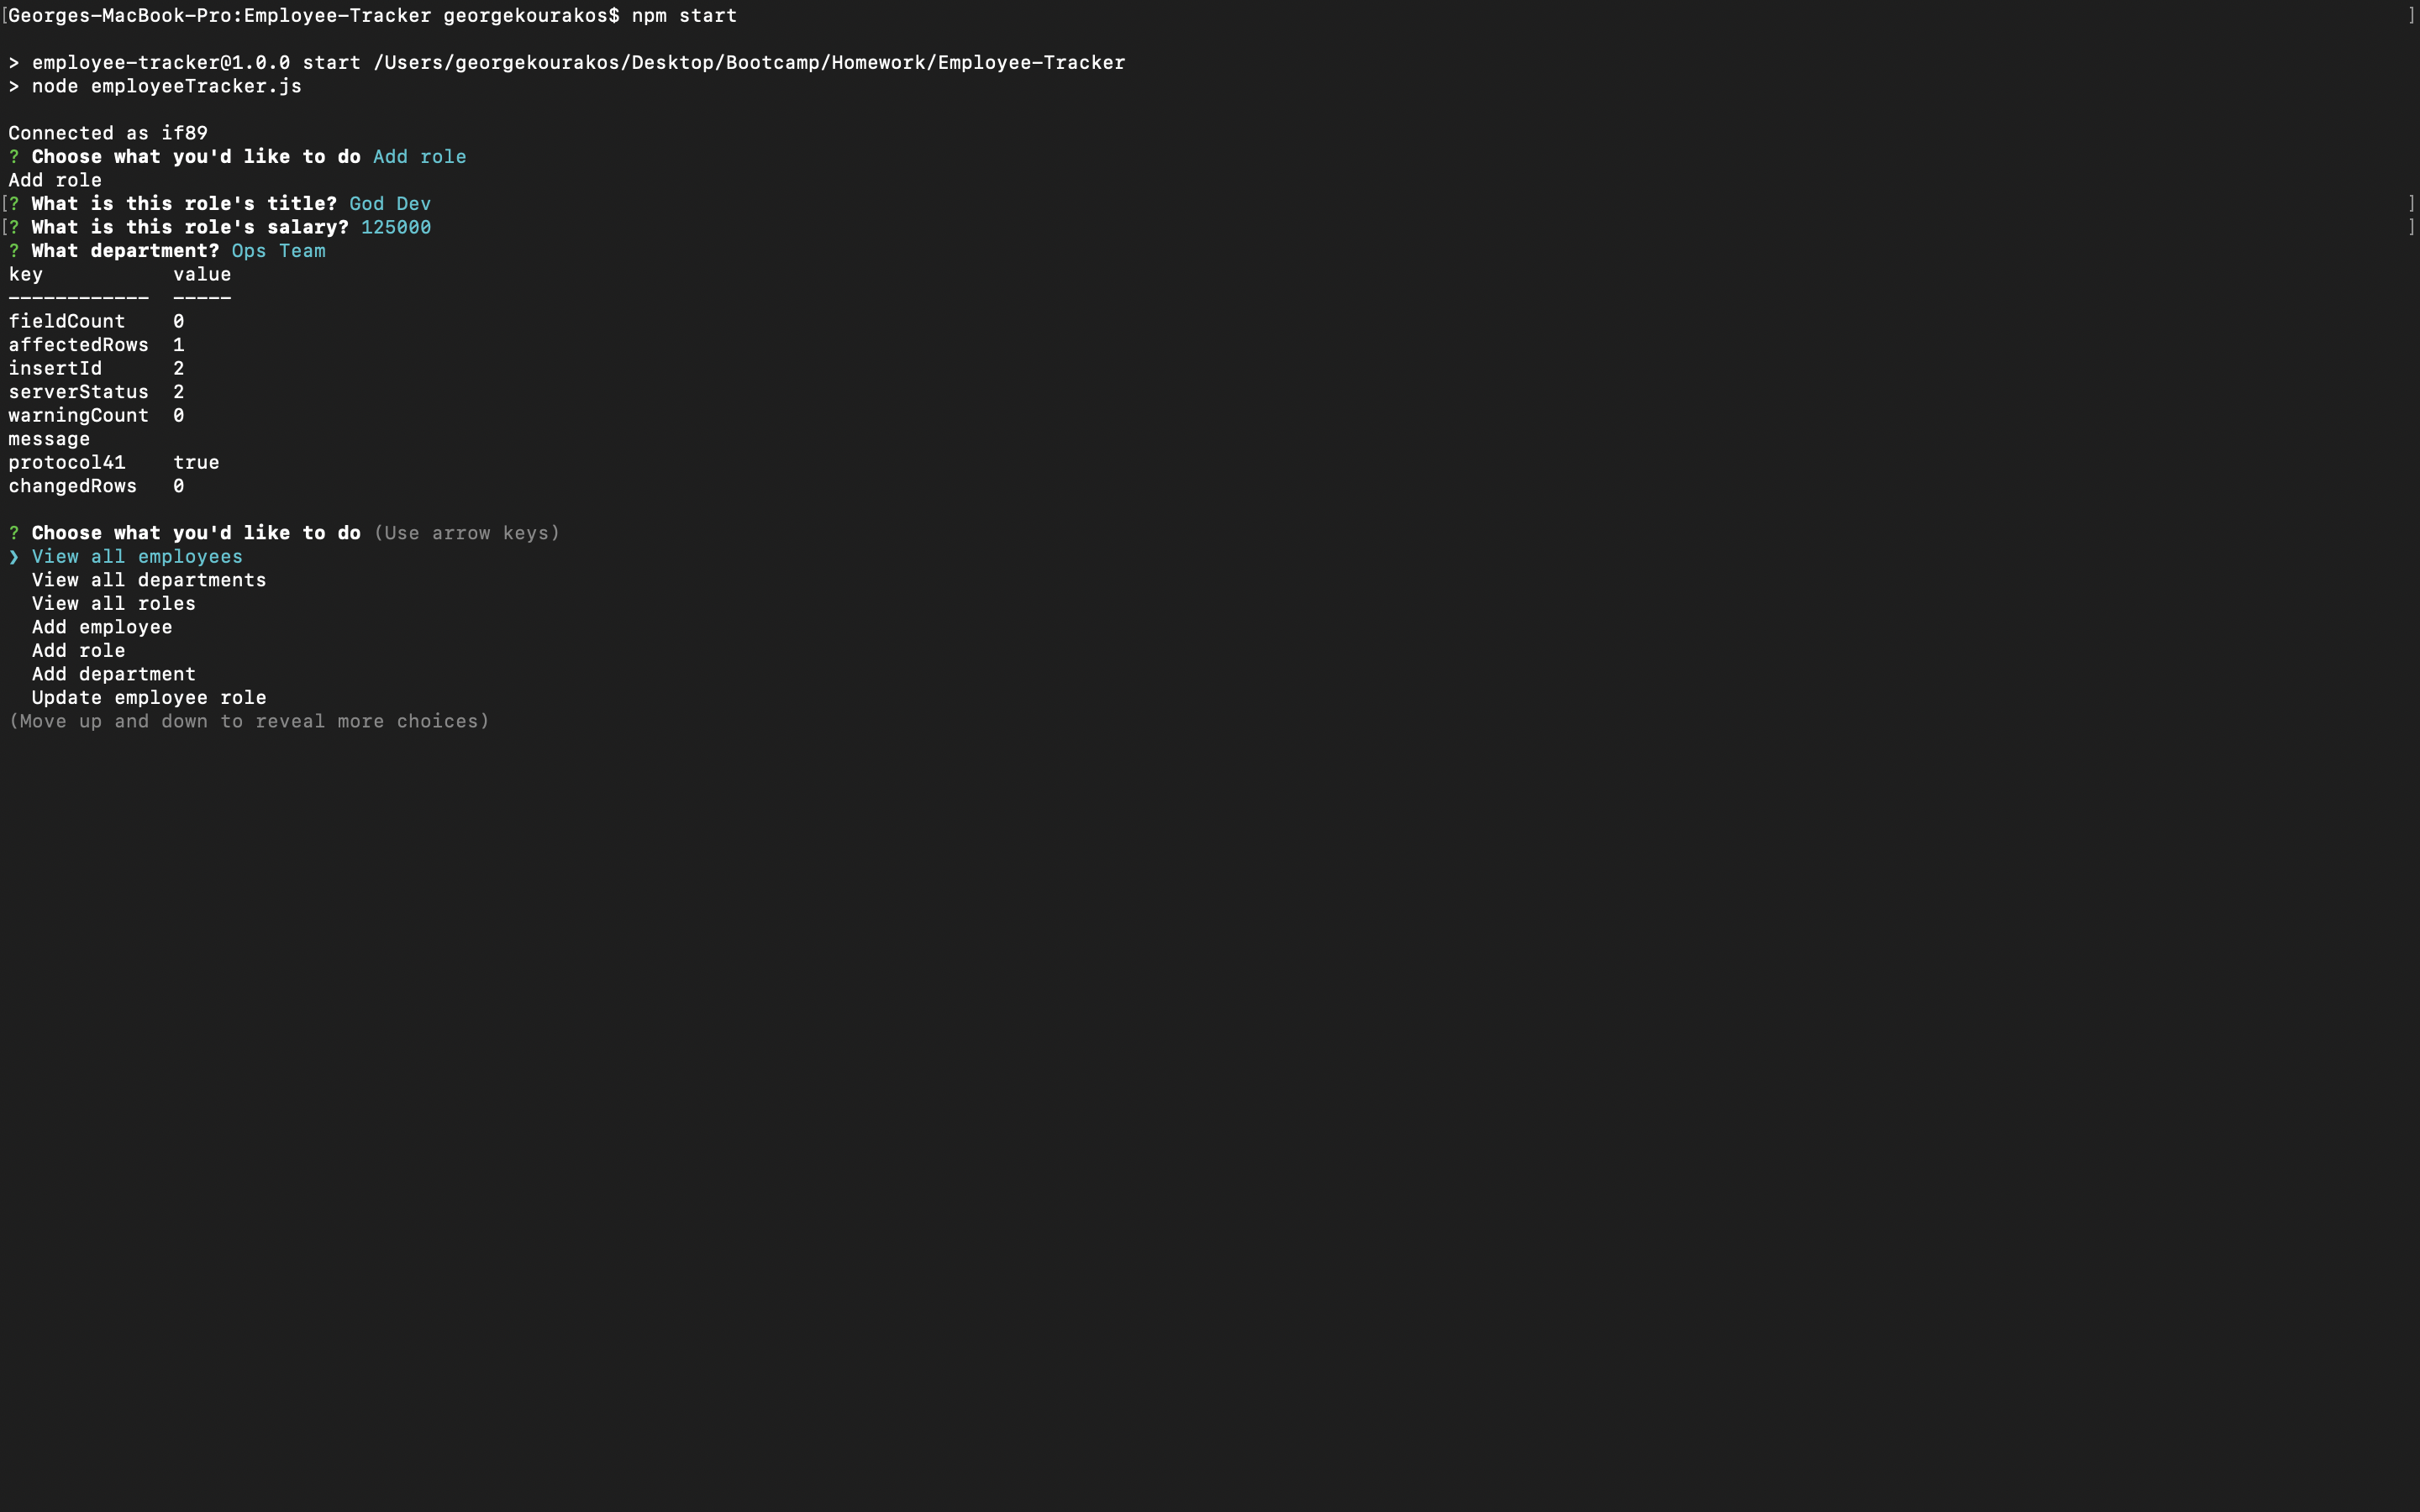 [Georges-MacBook-Pro:Employee-Tracker georgekourakos$ npm start ]
> employee-tracker@1.0.0 start /Users/georgekourakos/Desktop/Bootcamp/Homework/Employee-Tracker
> node employeeTracker.js
Connected as if89
? Choose what you'd like to do Add role
Add role
[? What is this role's title? God Dev ]
[? What is this role's salary? 125000 ]
? What department? Ops Team
key           value
------------  -----
fieldCount    0
affectedRows  1
insertId      2
serverStatus  2
warningCount  0
message
protocol41    true
changedRows   0
? Choose what you'd like to do (Use arrow keys)
❯ View all employees
  View all departments
  View all roles
  Add employee
  Add role
  Add department
  Update employee role
(Move up and down to reveal more choices)